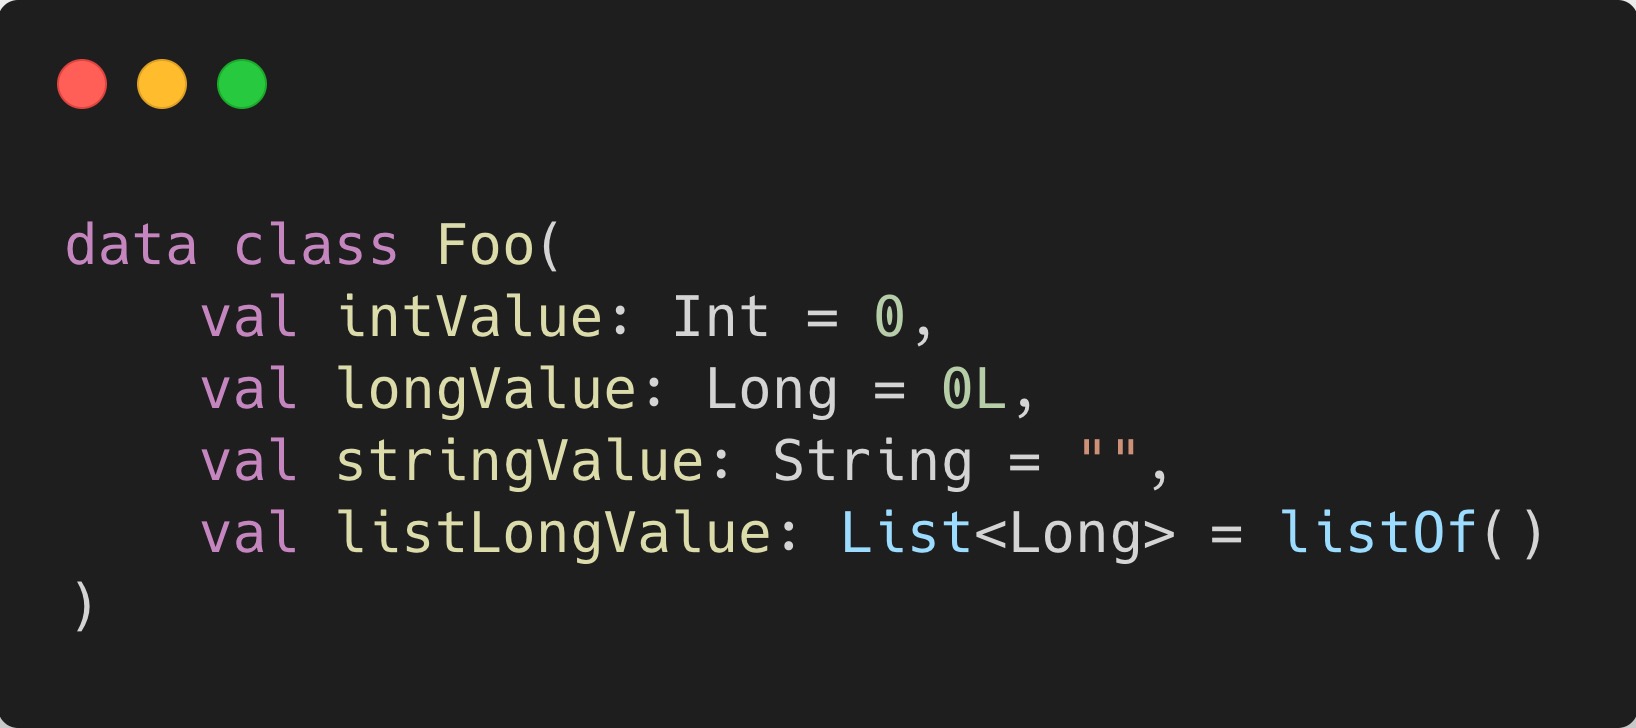 data class Foo(
    val intValue: Int = 0,
    val longValue: Long = 0L,
    val stringValue: String = "",
    val listLongValue: List<Long> = listOf()
)